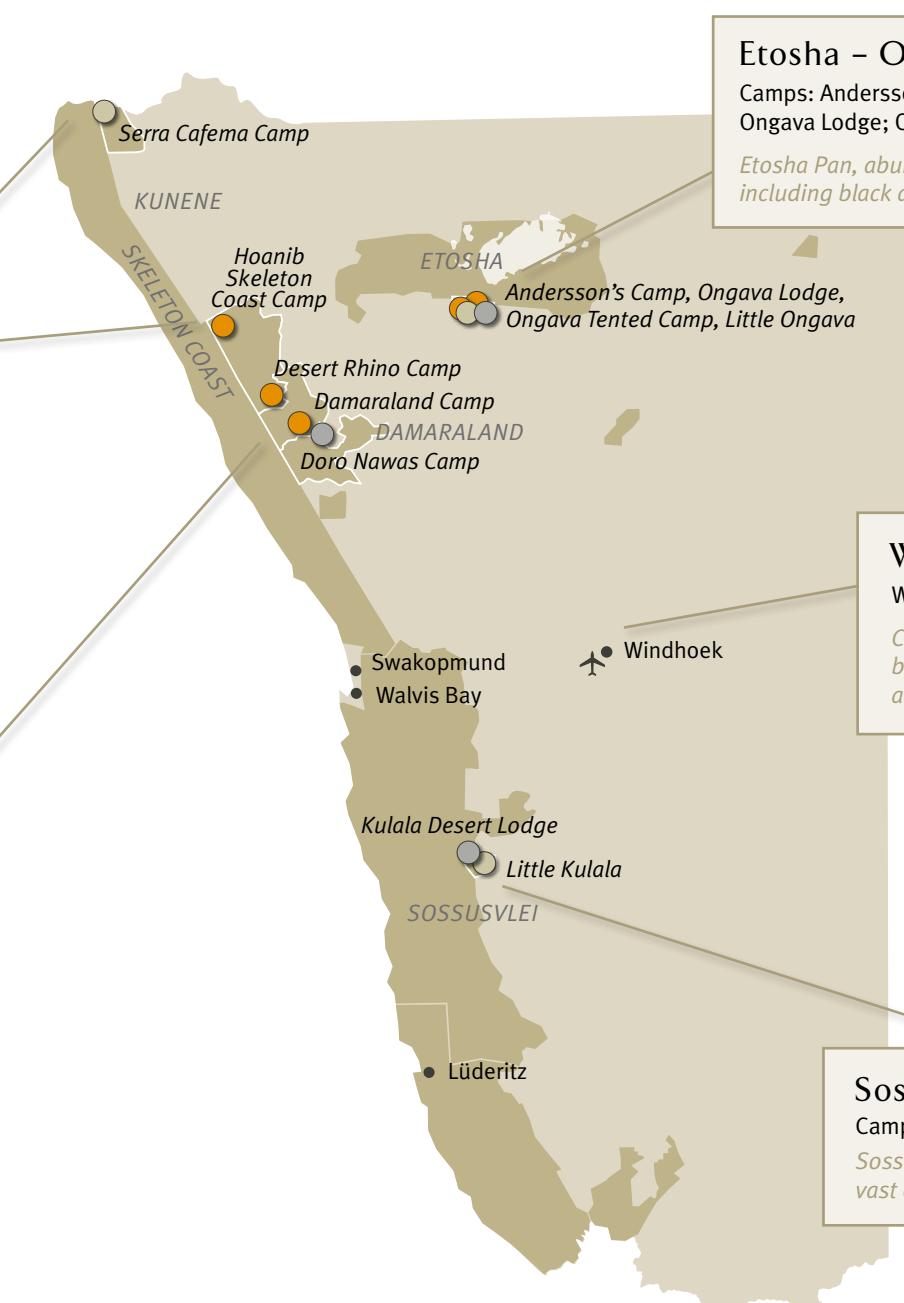 Etosha – O
Camps: Anderss
Ongava Lodge; O
Etosha Pan, abu
including black a
Serra Cafema Camp
KUNENE
SKELETON COAST
Hoanib
Skeleton
Coast Camp
ETOSHA
Andersson’s Camp, Ongava Lodge,
Ongava Tented Camp, Little Ongava
Desert Rhino Camp
Damaraland Camp
DAMARALAND
Doro Nawas Camp
W
W
C
b
a
Windhoek
Swakopmund
Walvis Bay
Kulala Desert Lodge
Little Kulala
SOSSUSVLEI
Lüderitz
Sos
Camp
Soss
vast